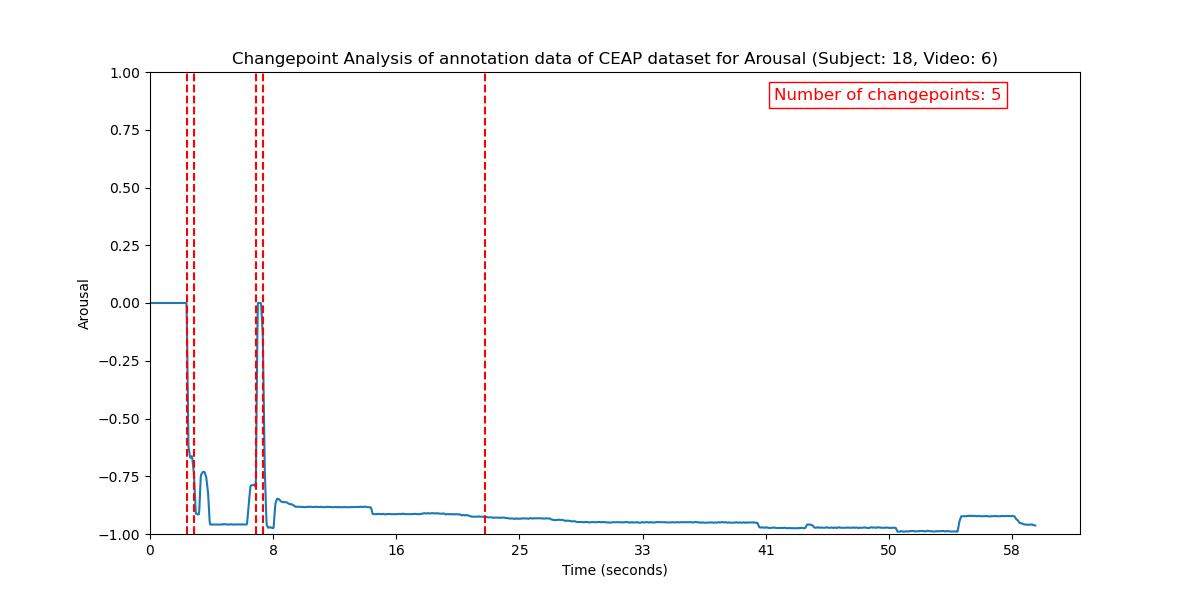 Changepoint Analysis of annotation data of CEAP dataset for Arousal (Subject: 18, Video: 6)
Number of changepoints: 5
1.00
0.75
0.50
0.25
0.00
−0.25
−0.50
−0.75
−1.00
Arousal
0 8 16 25 33 41 50 58
Time (seconds)